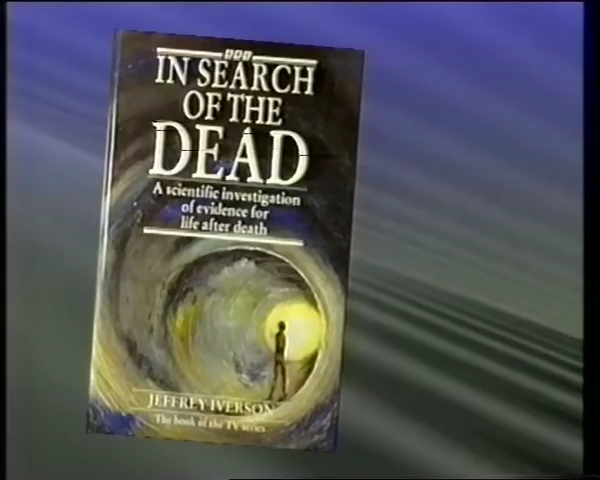 BBC
IN SEARCH
OF THE
DEAD
A scientific investigation
of evidence for
life after death
JEFFREY IVERSON
The book of the TV series